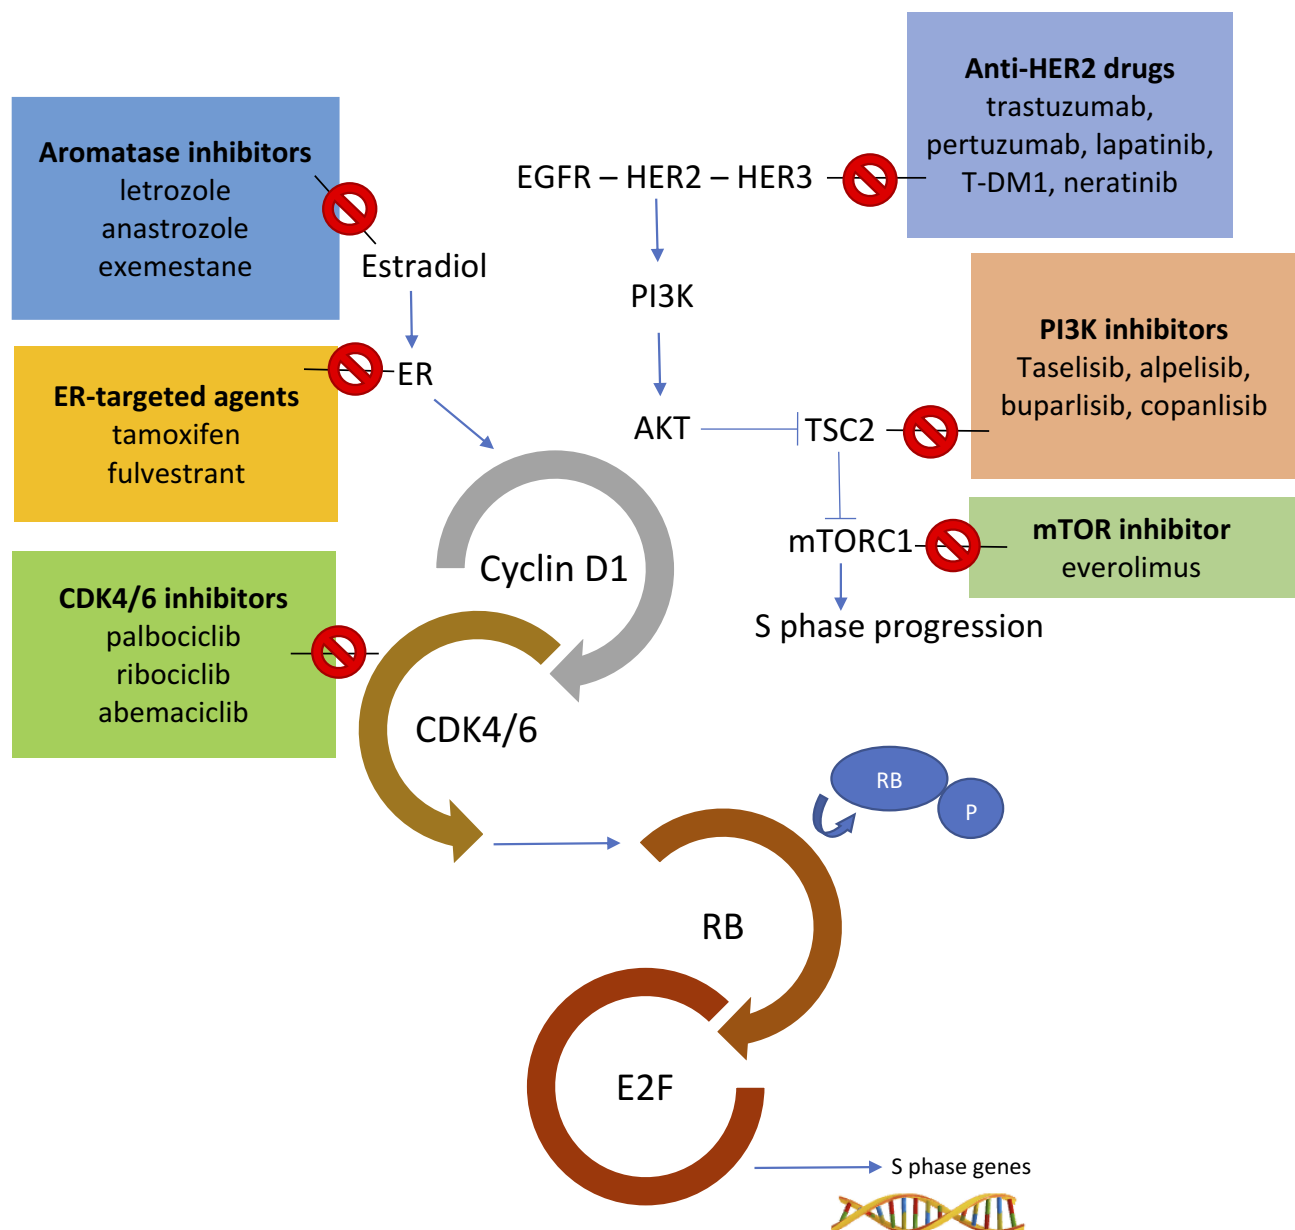 Anti-HER2 drugs
trastuzumab,
pertuzumab, lapatinib,
T-DM1, neratinib
Aromatase inhibitors
letrozole
anastrozole
exemestane
EGFR – HER2 – HER3
Estradiol
PI3K
PI3K inhibitors
Taselisib, alpelisib,
buparlisib, copanlisib
ER
ER-targeted agents
tamoxifen
fulvestrant
AKT
TSC2
mTORC1
mTOR inhibitor
everolimus
Cyclin D1
S phase progression
CDK4/6 inhibitors
palbociclib
ribociclib
abemaciclib
CDK4/6
RB
P
RB
E2F
S phase genes